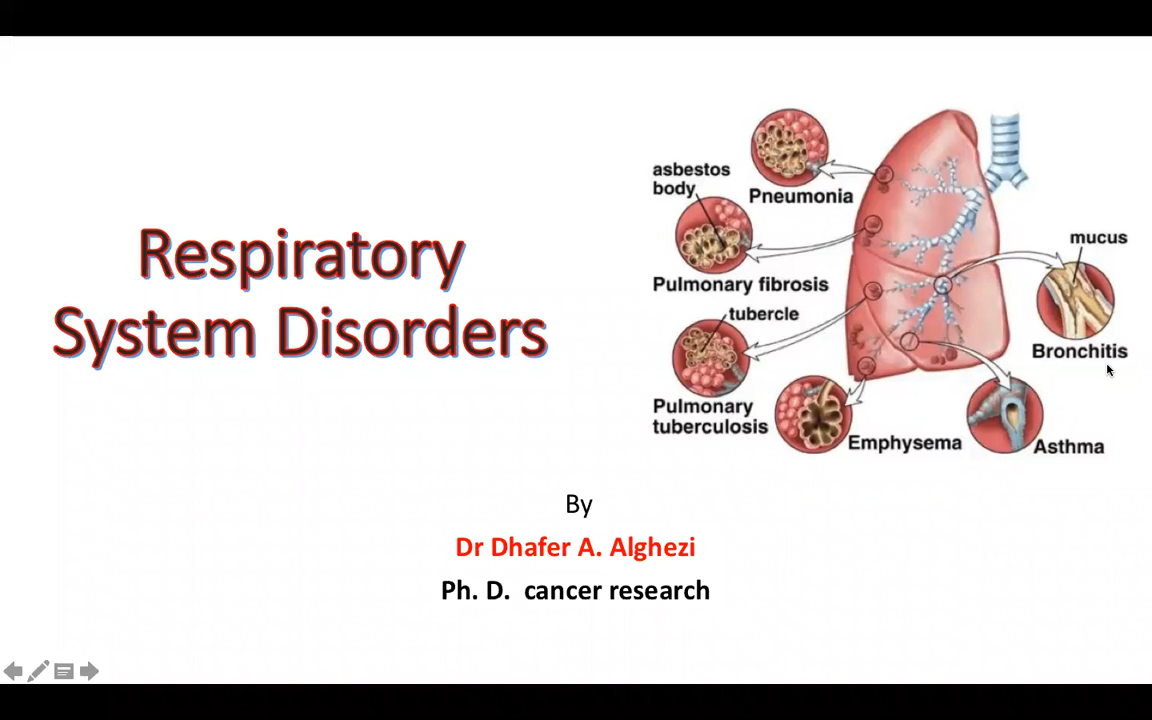 Respiratory
System Disorders
asbestos
body
Pneumonia
Pulmonary fibrosis
tubercle
Pulmonary
tuberculosis
Emphysema
Asthma
mucus
Bronchitis
By
Dr Dhafer A. Alghezi
Ph. D. cancer research